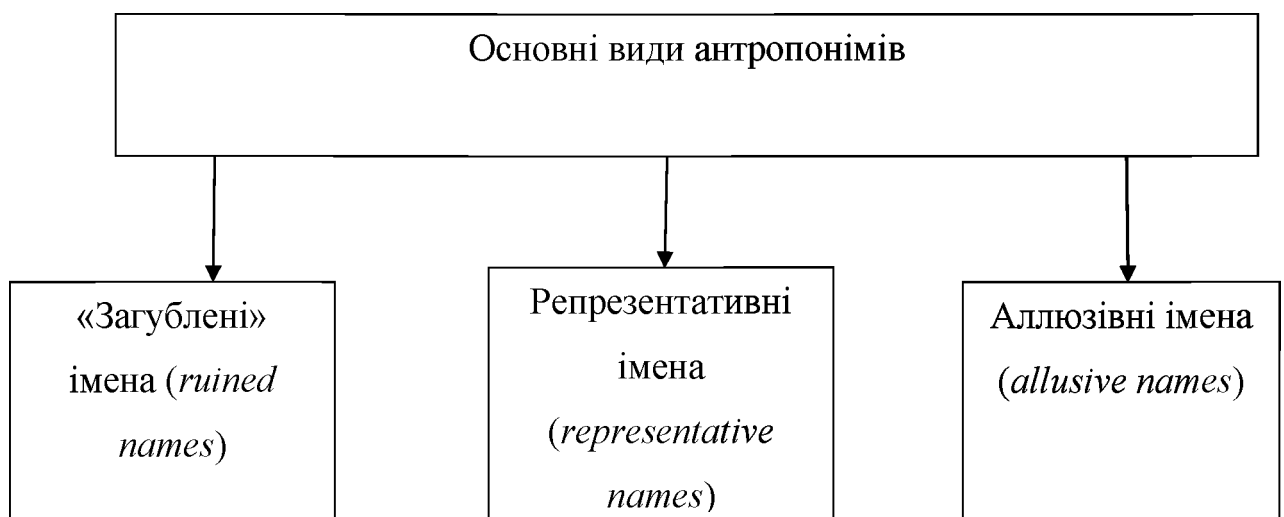 Основні види антропонімів
«Загублені»
імена (ruined
names)
Репрезентативні
імена
(representative
names)
Аллюзівні імена
(allusive names)